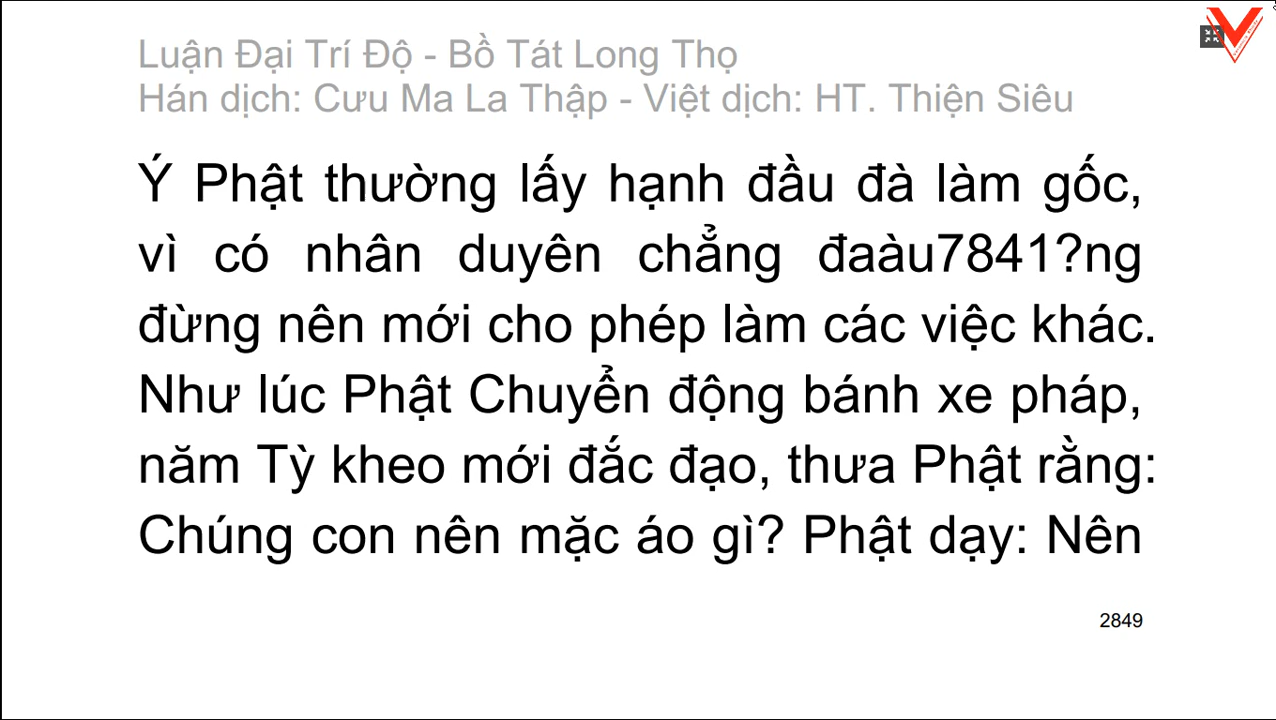 Luận Đại Trí Độ - Bồ Tát Long Thọ
Hán dịch: Cưu Ma La Thập - Việt dịch: HT. Thiện Siêu
Ý Phật thường lấy hạnh đầu đà làm gốc,
vì có nhân duyên chẳng đaàu7841?ng
đừng nên mới cho phép làm các việc khác.
Như lúc Phật Chuyển động bánh xe pháp,
năm Tỳ kheo mới đắc đạo, thưa Phật rằng:
Chúng con nên mặc áo gì? Phật dạy: Nên
2849